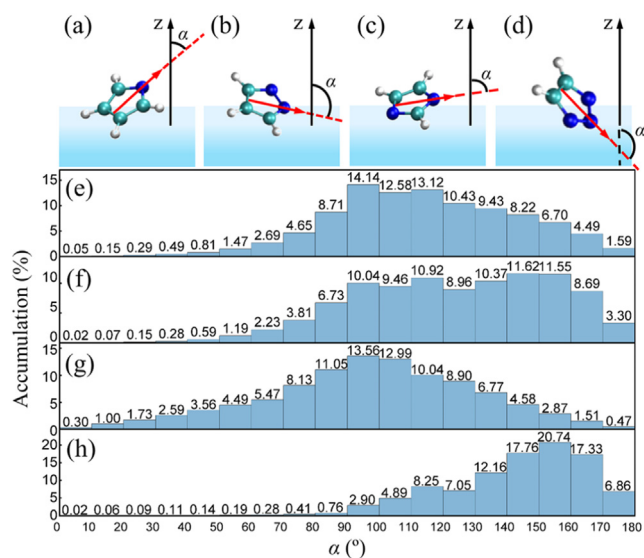 (a) Z α
(b) Z α
(c) Z α
(d) Z α
Accumulation (%)
(e)
15
10
5
0
0.05 0.15 0.29 0.49 0.81 1.47 2.69 4.65 8.71 14.14 12.58 13.12 10.43 9.43 8.22 6.70 4.49 1.59
(f)
10
5
0
0.02 0.07 0.15 0.28 0.59 1.19 2.23 3.81 6.73 10.04 9.46 10.92 8.96 10.37 11.62 11.55 8.69 3.30
(g)
15
10
5
0
0.30 1.00 1.73 2.59 3.56 4.49 5.47 8.13 11.05 13.56 12.99 10.04 8.90 6.77 4.58 2.87 1.51 0.47
(h)
20
15
10
5
0
0.02 0.06 0.09 0.11 0.14 0.19 0.28 0.41 0.76 2.90 4.89 8.25 7.05 12.16 17.76 20.74 17.33 6.86
0 10 20 30 40 50 60 70 80 90 100 110 120 130 140 150 160 170 180
α (º)